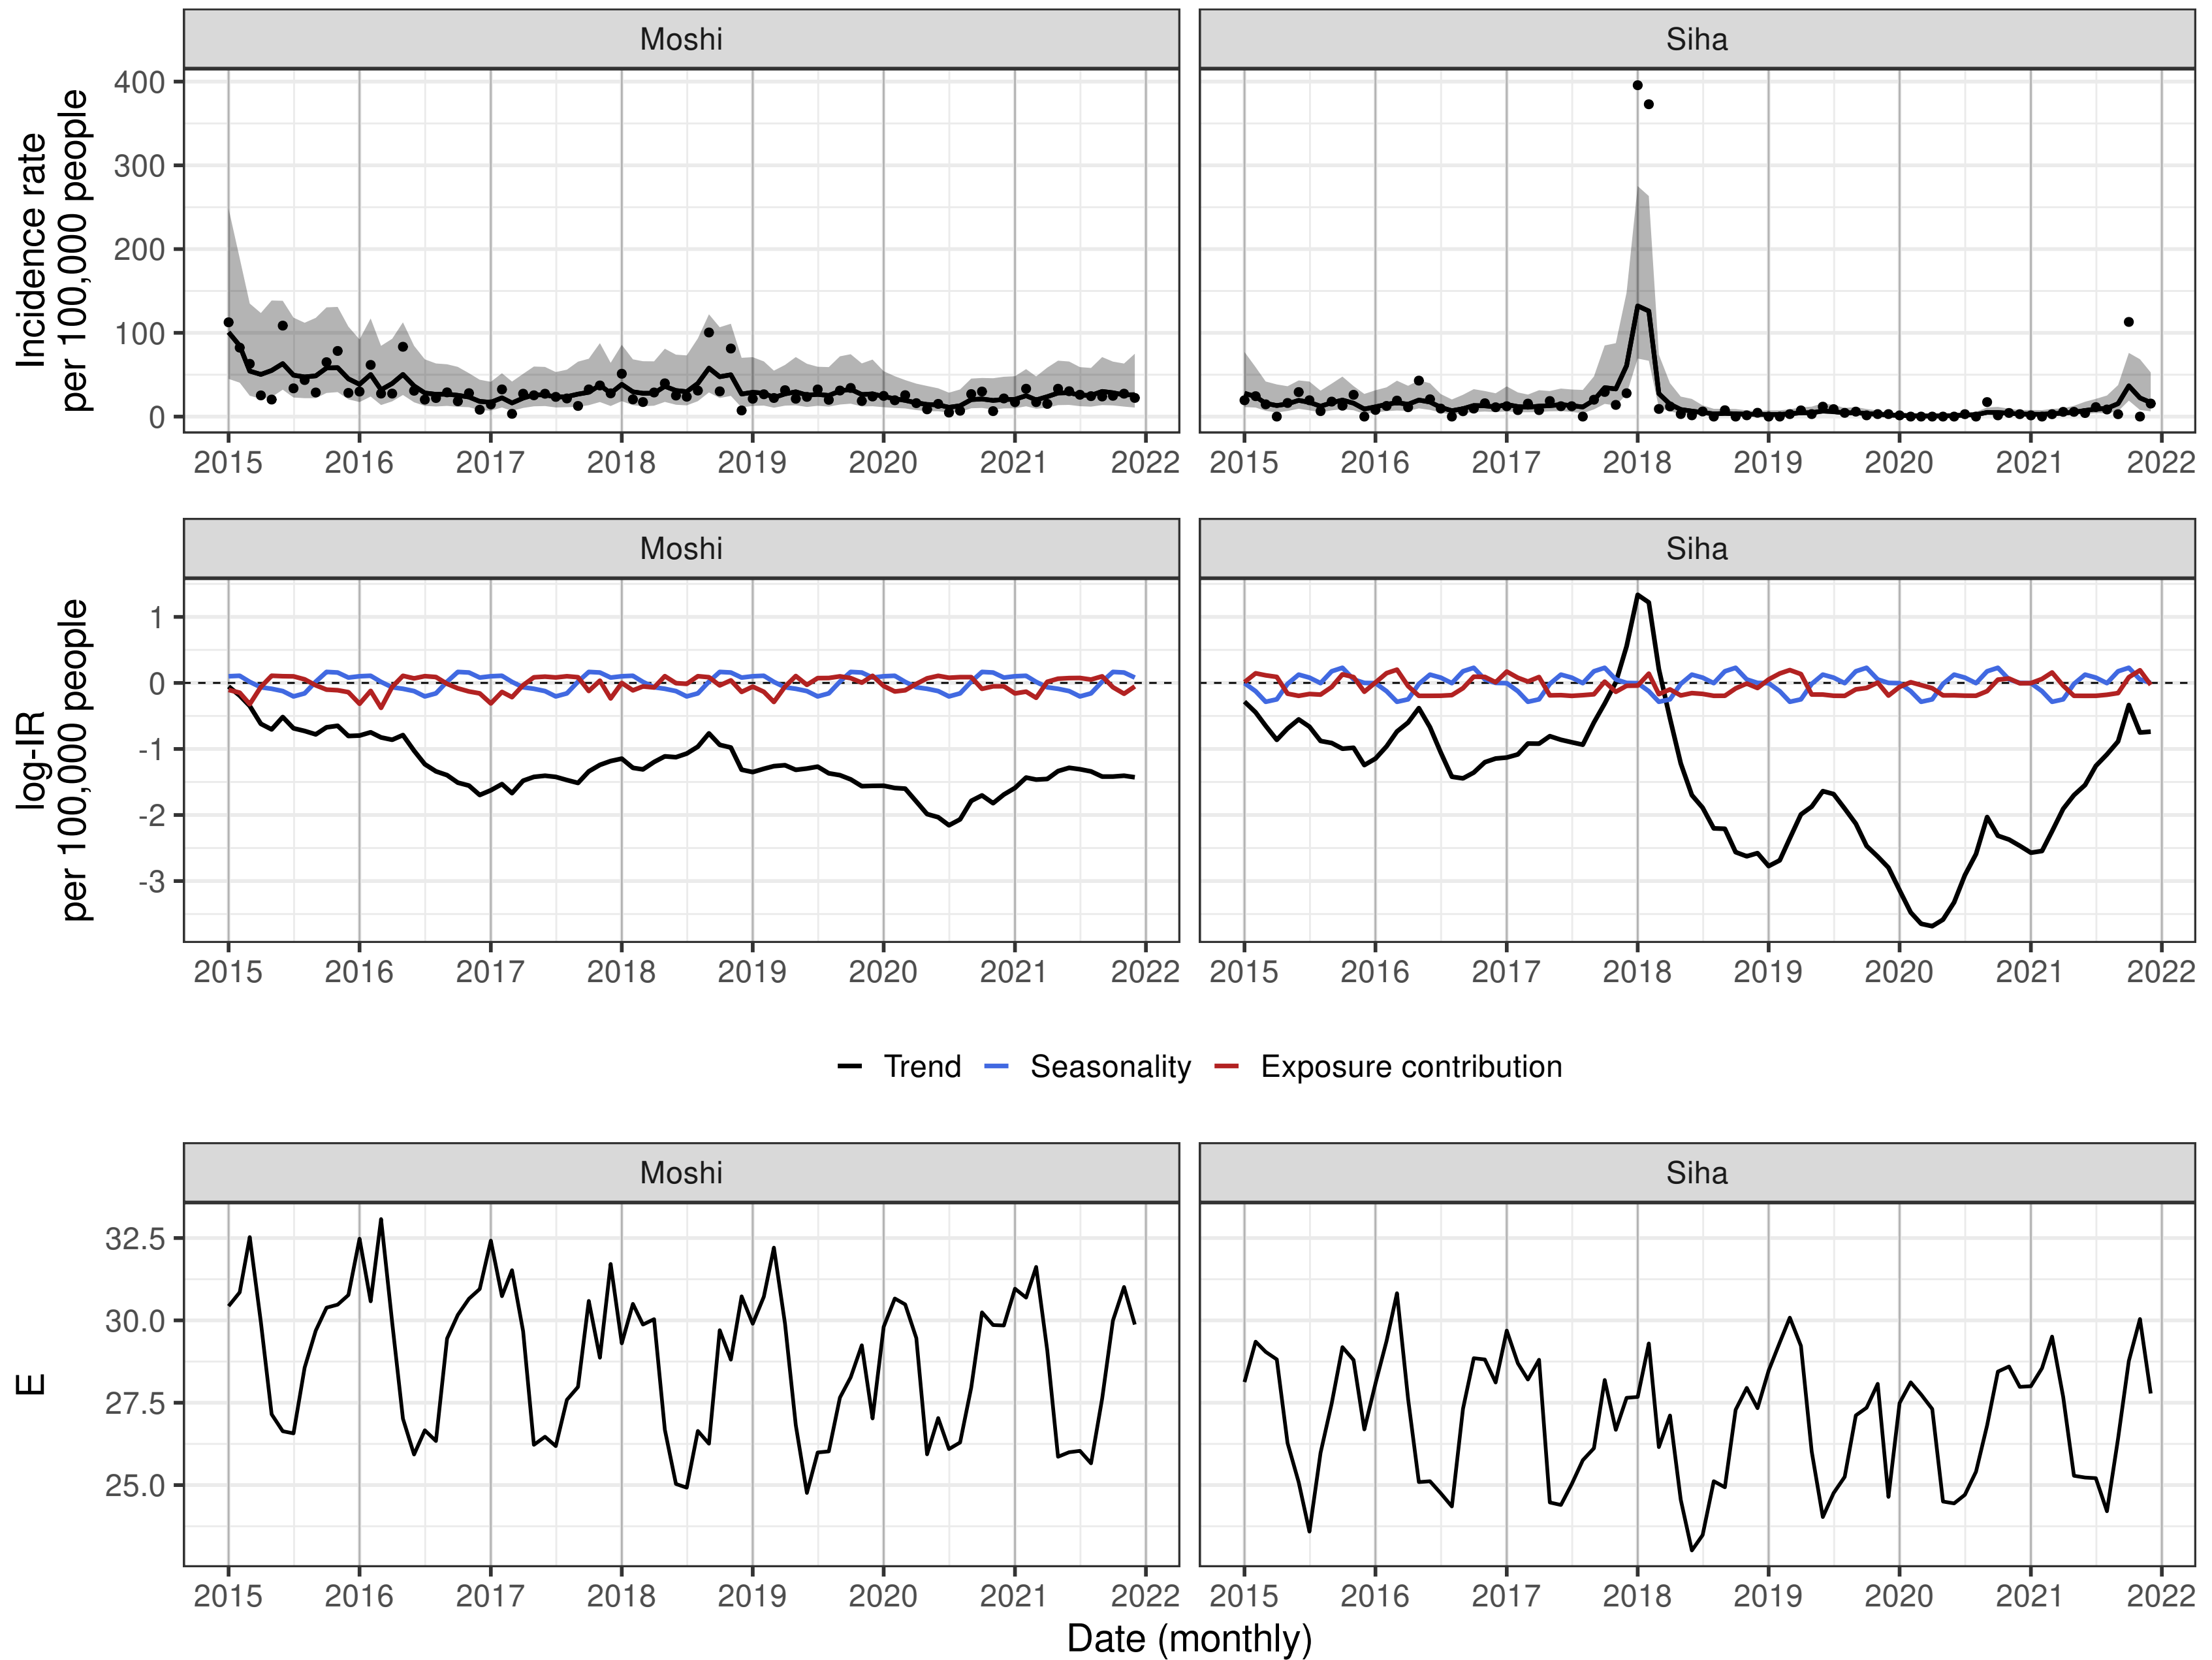 Moshi
Siha
Incidence rate
per 100,000 people
400
300
200
100
0
2015 2016 2017 2018 2019 2020 2021 2022
2015 2016 2017 2018 2019 2020 2021 2022
Moshi
Siha
log-IR
per 100,000 people
1
0
-1
-2
-3
2015 2016 2017 2018 2019 2020 2021 2022
2015 2016 2017 2018 2019 2020 2021 2022
Trend Seasonality Exposure contribution
Moshi
Siha
E
32.5
30.0
27.5
25.0
2015 2016 2017 2018 2019 2020 2021 2022
2015 2016 2017 2018 2019 2020 2021 2022
Date (monthly)